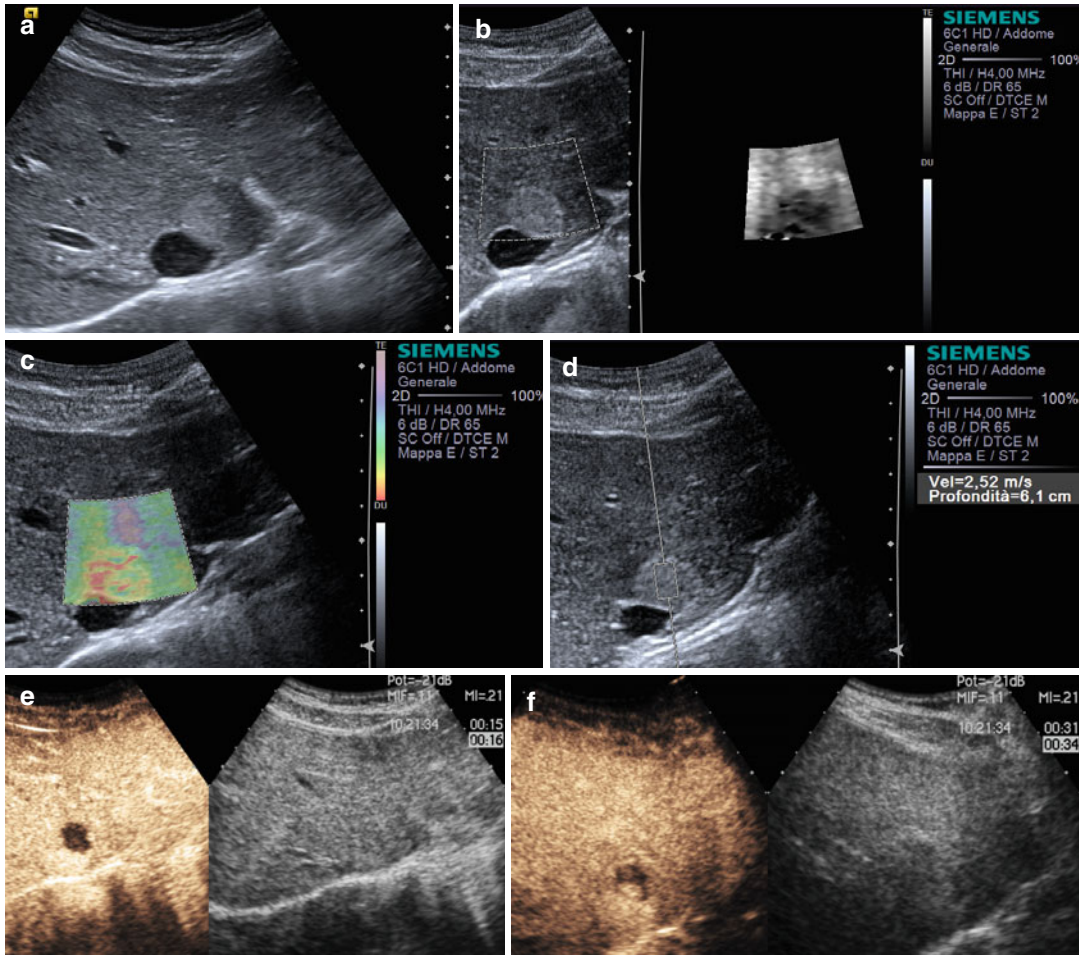 a
b
TE
DU
SIEMENS
6C1 HD / Addome
Generale
2D 100%
THI / H4,00 MHz
6 dB / DR 65
SC Off / DTCE M
Mappa E / ST 2
c
TE
DU
SIEMENS
6C1 HD / Addome
Generale
2D 100%
THI / H4,00 MHz
6 dB / DR 65
SC Off / DTCE M
Mappa E / ST 2
d
SIEMENS
6C1 HD / Addome
Generale
2D 100%
THI / H4,00 MHz
6 dB / DR 65
SC Off / DTCE M
Mappa E / ST 2
Vel=2,52 m/s
Profondità=6,1 cm
e
Pot=-21dB
MIF=.11 MI=.21
10:21:34 00:15
00:16
f
Pot=-21dB
MIF=.11 MI=.21
10:21:34 00:31
00:34